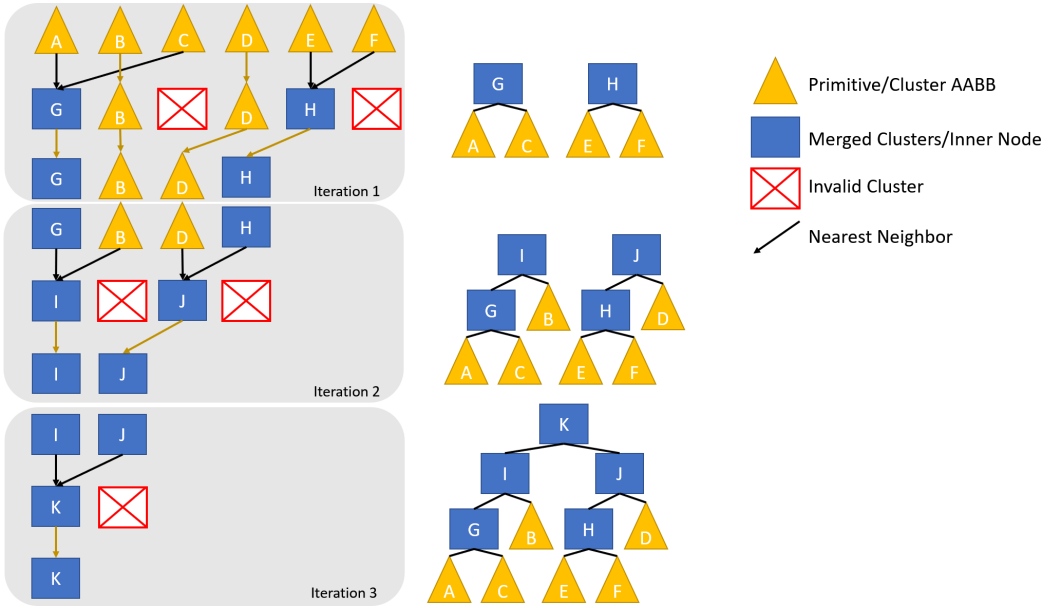 A B C D E F
G B D H
G B D H
Iteration 1
G H
A C E F
Primitive/Cluster AABB
Merged Clusters/Inner Node
Invalid Cluster
Nearest Neighbor
G B D H
I J
I J
Iteration 2
I J
G B H D
A C E F
I J
K
K
Iteration 3
K
I J
G B H D
A C E F